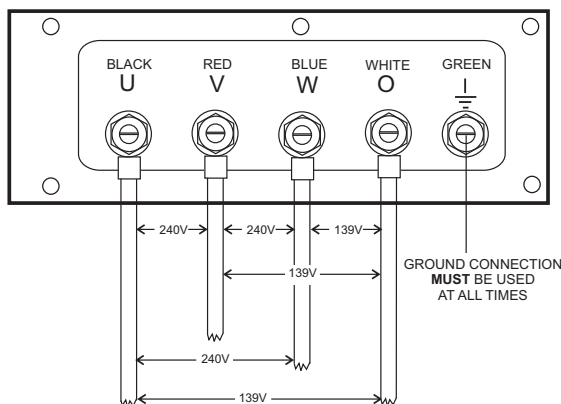 BLACK RED BLUE WHITE GREEN
U V W O
240V 240V 139V
139V
GROUND CONNECTION
MUST BE USED
AT ALL TIMES
240V
139V